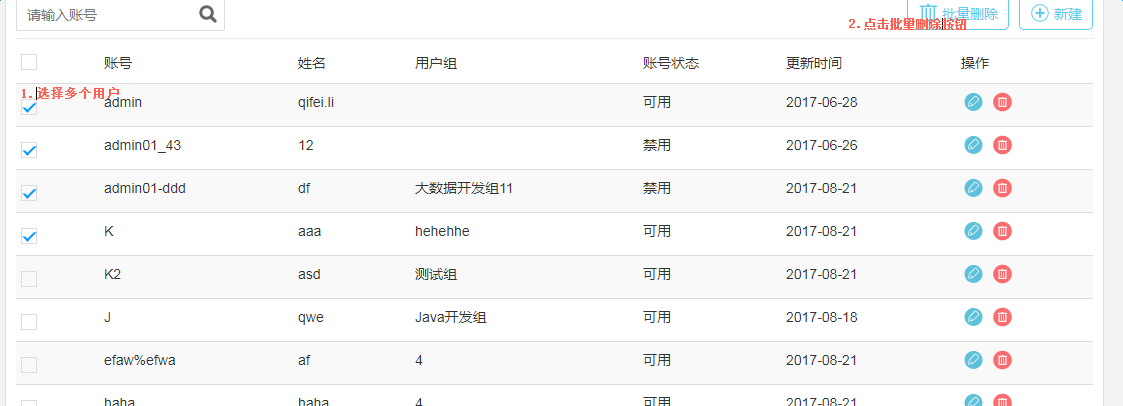 请输入账号
批量删除
新建
2.点击批量删除按钮
账号 姓名 用户组 账号状态 更新时间 操作
1.选择多个用户
admin qifei.li 可用 2017-06-28
admin01_43 12 禁用 2017-06-26
admin01-ddd df 大数据开发组11 禁用 2017-08-21
K aaa hehehhe 可用 2017-08-21
K2 asd 测试组 可用 2017-08-21
J qwe Java开发组 可用 2017-08-18
efaw%efwa af 4 可用 2017-08-21
haha haha 4 可用 2017-08-21